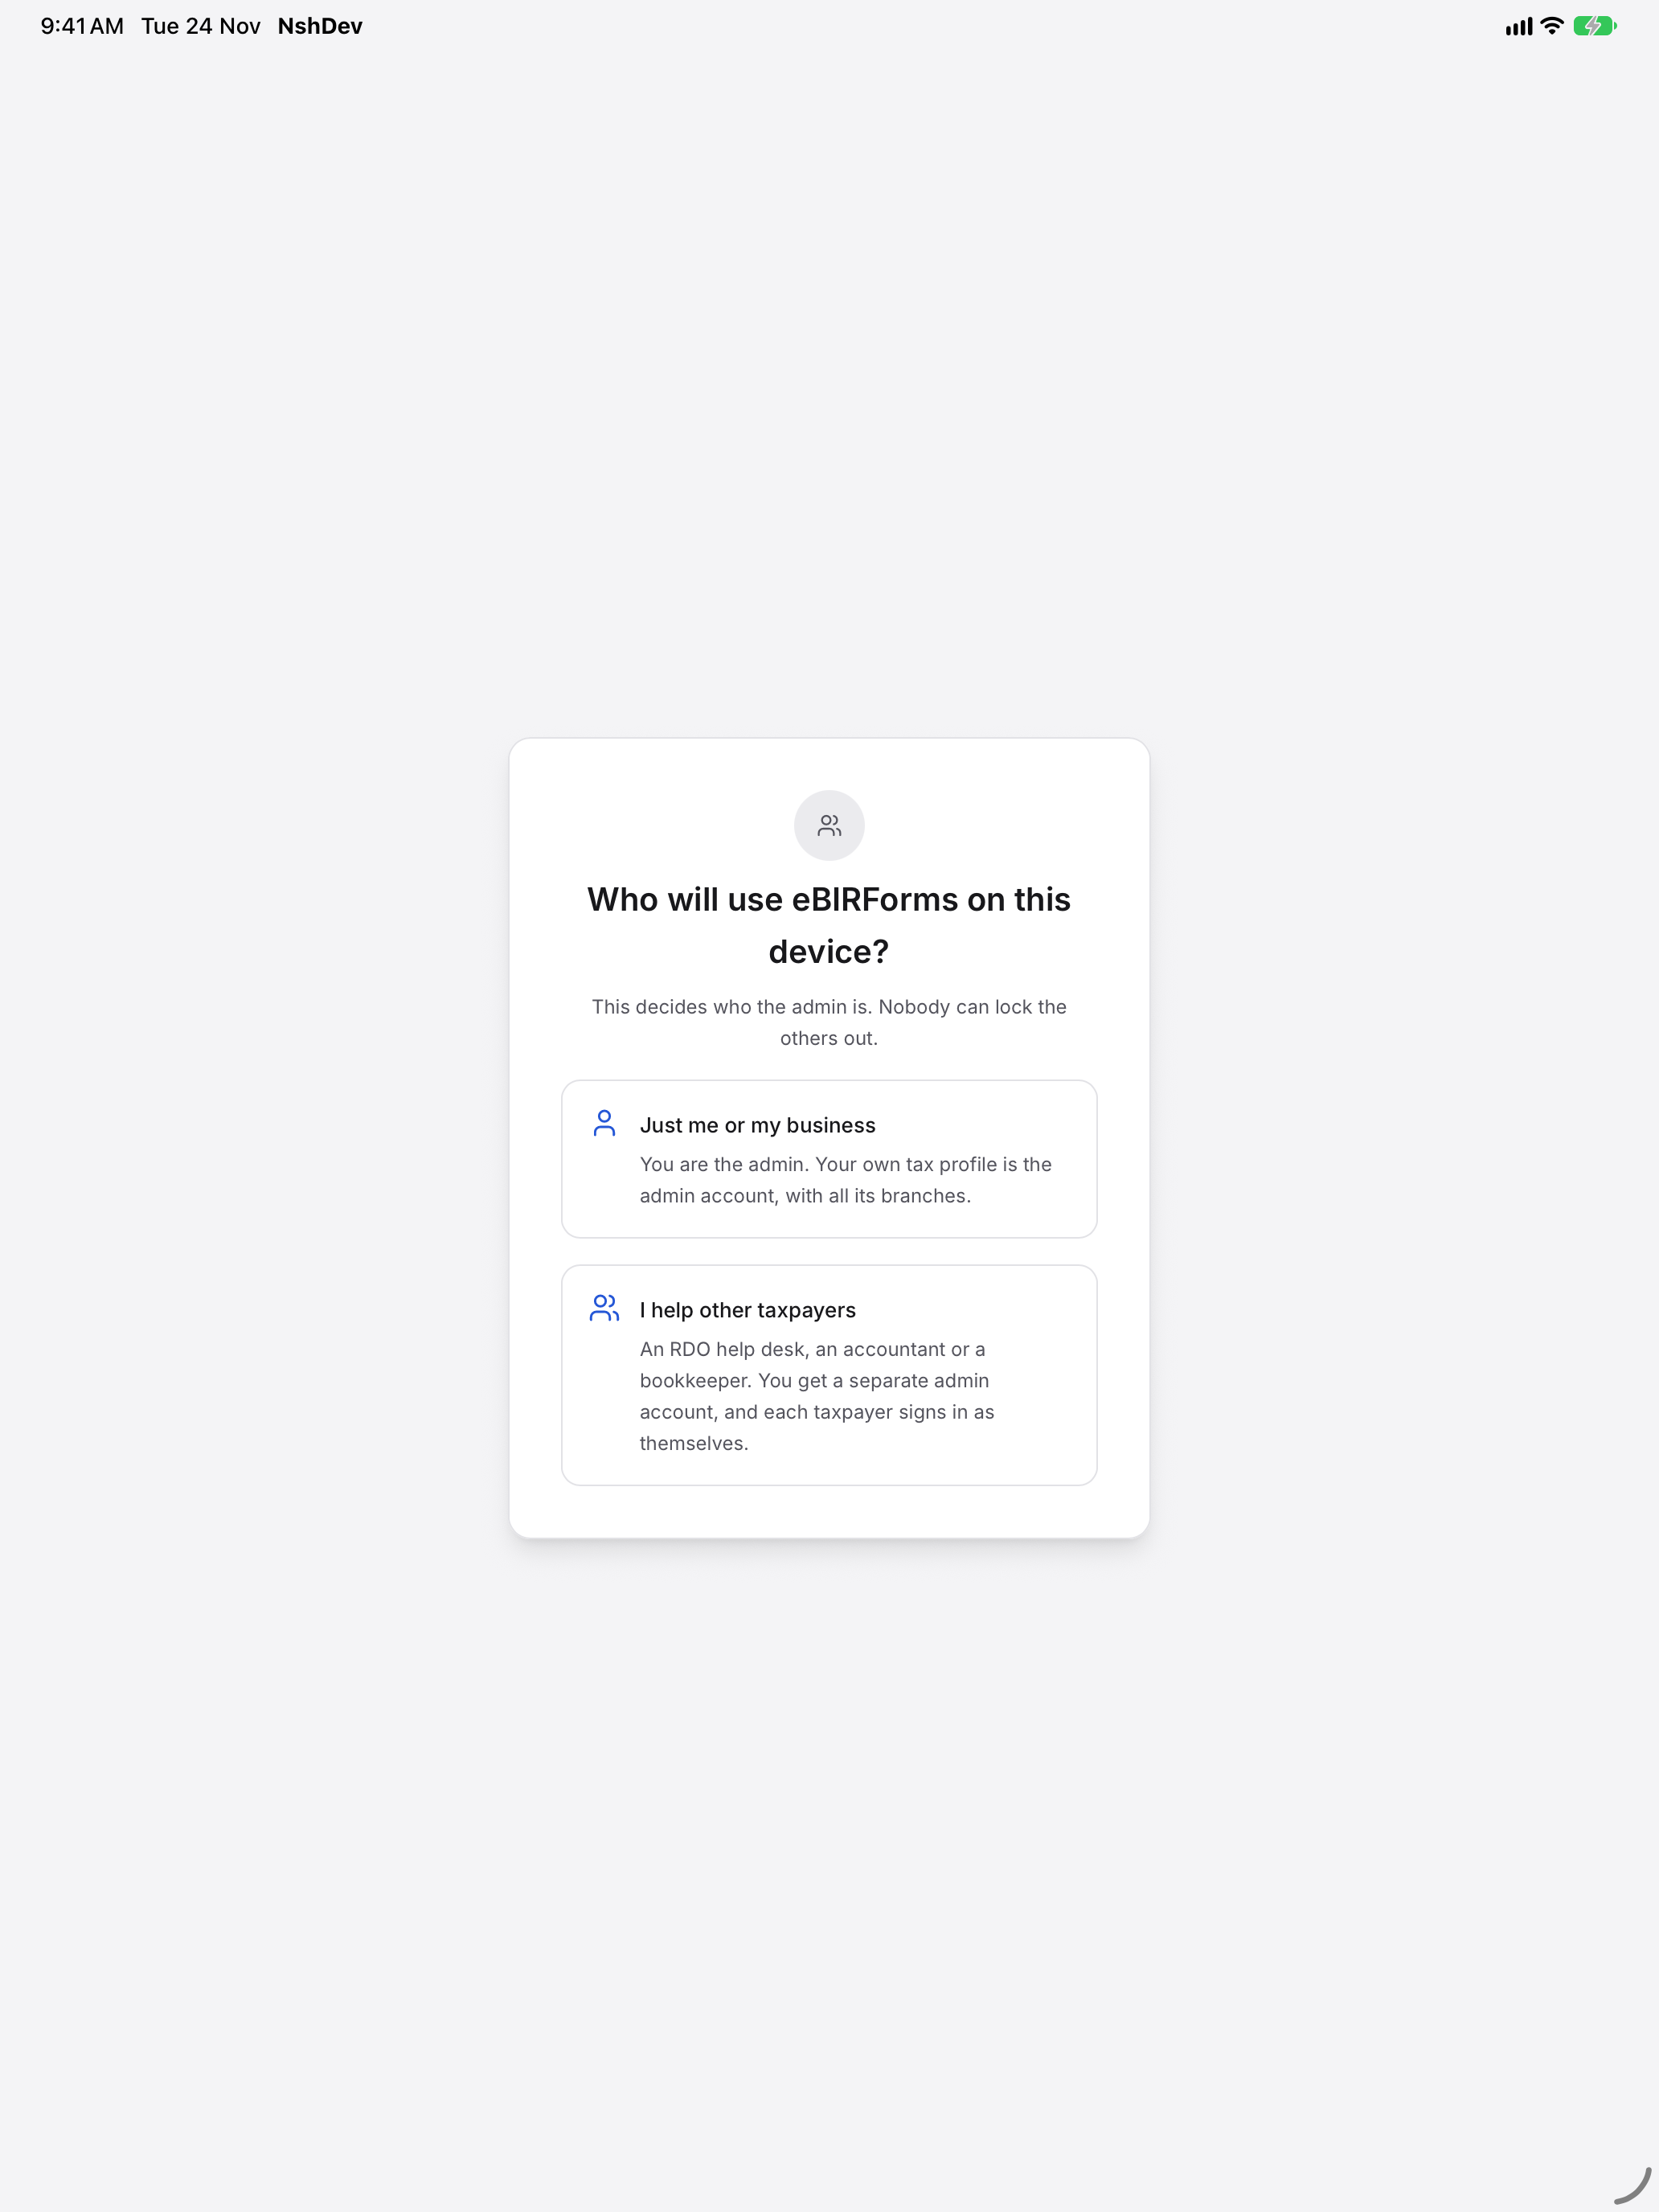 9:41 AM Tue 24 Nov NshDev
Who will use eBIRForms on this
device?
This decides who the admin is. Nobody can lock the
others out.
Just me or my business
You are the admin. Your own tax profile is the
admin account, with all its branches.
I help other taxpayers
An RDO help desk, an accountant or a
bookkeeper. You get a separate admin
account, and each taxpayer signs in as
themselves.